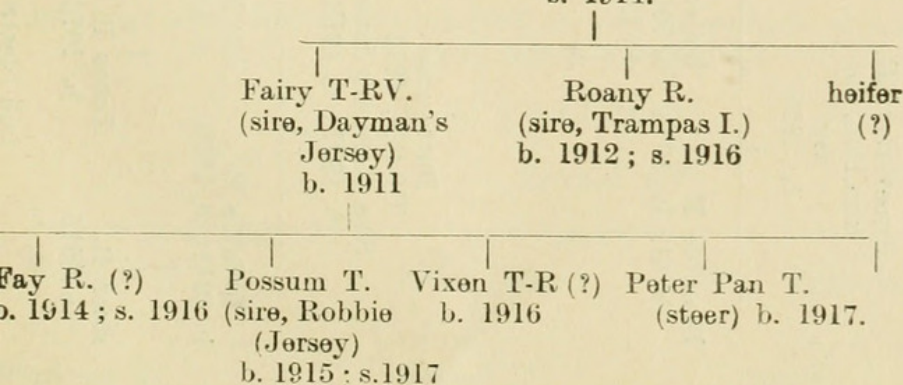 Fairy T-RV.
(sire, Dayman's
Jersey)
b. 1911
Roany R.
(sire, Trampas I.)
b. 1912 ; s. 1916
heifer
(?)
Fay R. (?)
b. 1914 ; s. 1916
Possum T.
(sire, Robbie
(Jersey)
b. 1915 : s.1917
Vixen T-R (?)
b. 1916
Peter Pan T.
(steer) b. 1917.